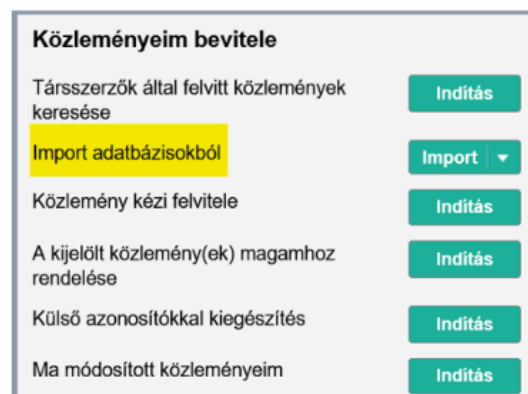 Közleményeim bevitele
Társszerzők által felvitt közlemények
keresése
Indítás
Import adatbázisokból
Import
Közlemény kézi felvitele
Indítás
A kijelölt közlemény(ek) magamhoz
rendelése
Indítás
Külső azonosítókkal kiegészítés
Indítás
Ma módosított közleményeim
Indítás